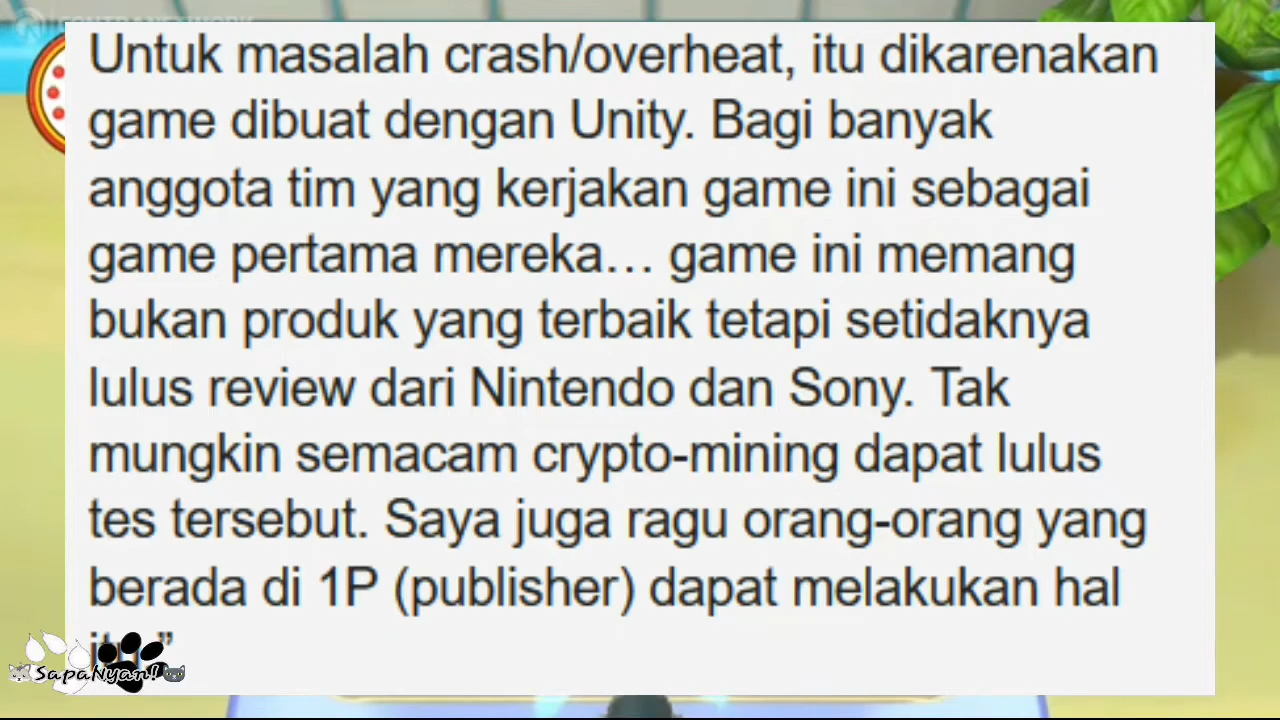 Untuk masalah crash/overheat, itu dikarenakan
game dibuat dengan Unity. Bagi banyak
anggota tim yang kerjakan game ini sebagai
game pertama mereka… game ini memang
bukan produk yang terbaik tetapi setidaknya
lulus review dari Nintendo dan Sony. Tak
mungkin semacam crypto-mining dapat lulus
tes tersebut. Saya juga ragu orang-orang yang
berada di 1P (publisher) dapat melakukan hal
SapaNyan!